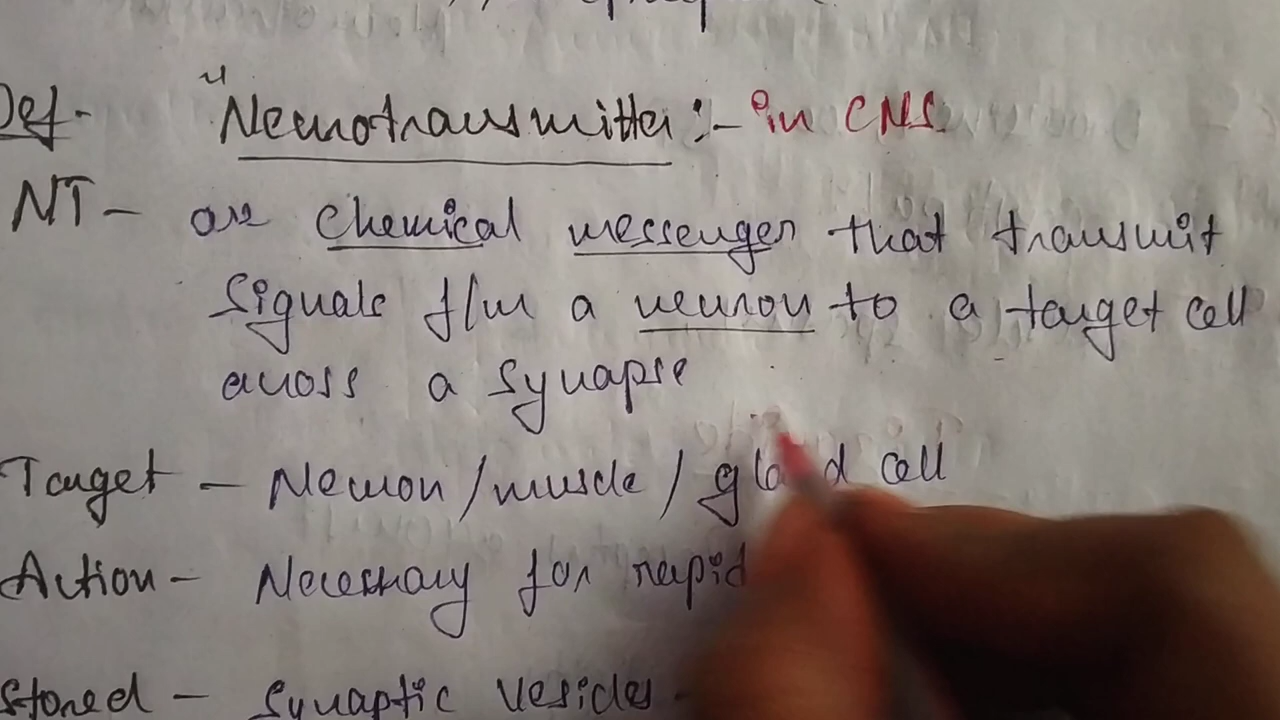 Def- "Neurotransmitter :- in CNS.
NT - are chemical messenger that transmit
signals f/m a neuron to a target cell
across a synapse
Target - Neuron / muscle / gland cell
Action - Necessary for rapid
Stored - synaptic vesicles -